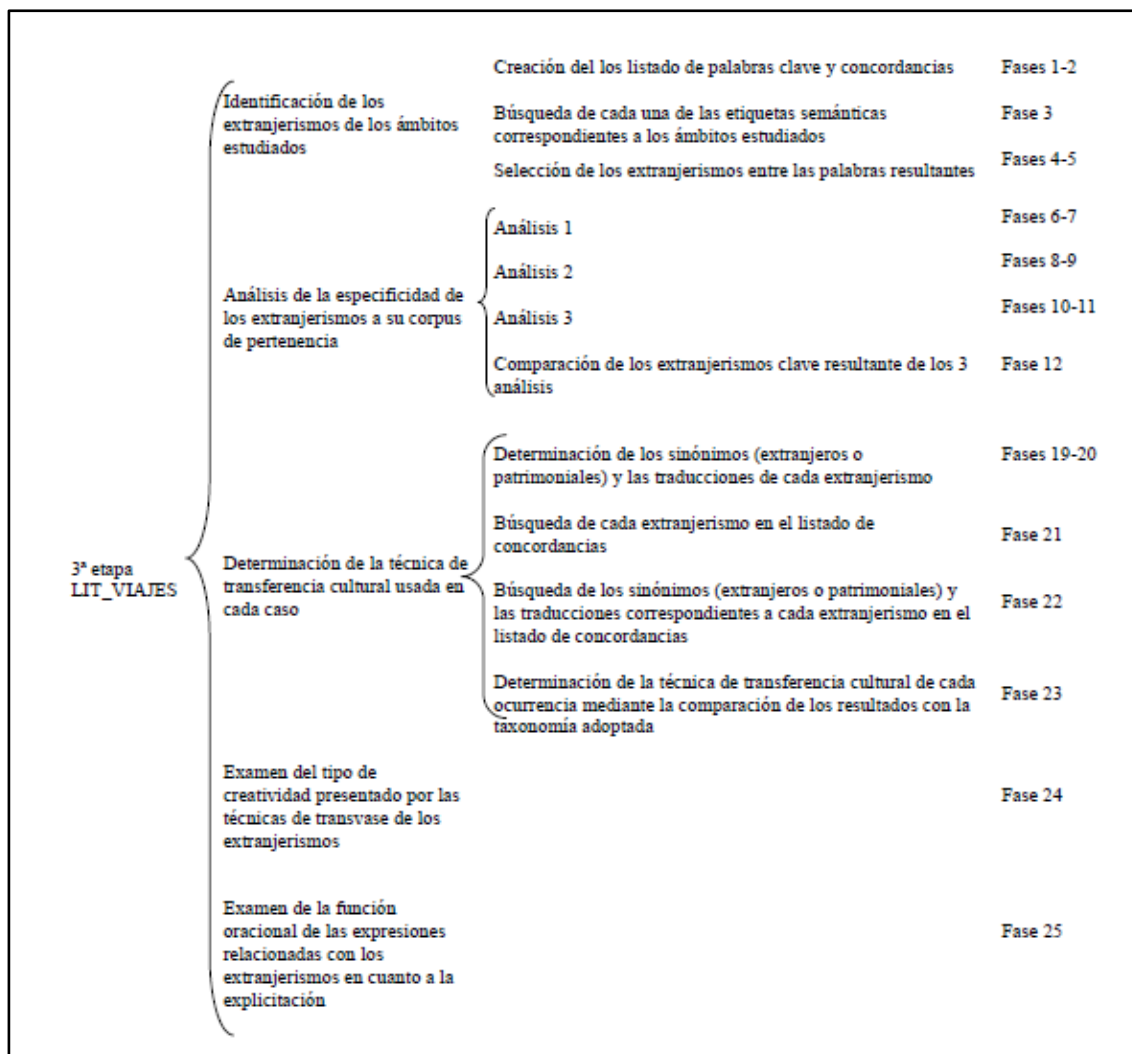 Creación del los listado de palabras clave y concordancias Fases 1-2
Identificación de los
extranjerismos de los ámbitos
estudiados
Búsqueda de cada una de las etiquetas semánticas
correspondientes a los ámbitos estudiados
Fase 3
Selección de los extranjerismos entre las palabras resultantes
Fases 4-5
Análisis de la especificidad de
los extranjerismos a su corpus
de pertenencia
Análisis 1
Fases 6-7
Análisis 2
Fases 8-9
Análisis 3
Fases 10-11
Comparación de los extranjerismos clave resultante de los 3
análisis
Fase 12
3ª etapa
LIT_VIAJES
Determinación de la técnica de
transferencia cultural usada en
cada caso
Determinación de los sinónimos (extranjeros o
patrimoniales) y las traducciones de cada extranjerismo
Fases 19-20
Búsqueda de cada extranjerismo en el listado de
concordancias
Fase 21
Búsqueda de los sinónimos (extranjeros o patrimoniales) y
las traducciones correspondientes a cada extranjerismo en el
listado de concordancias
Fase 22
Determinación de la técnica de transferencia cultural de cada
ocurrencia mediante la comparación de los resultados con la
taxonomía adoptada
Fase 23
Examen del tipo de
creatividad presentado por las
técnicas de transvase de los
extranjerismos
Fase 24
Examen de la función
oracional de las expresiones
relacionadas con los
extranjerismos en cuanto a la
explicitación
Fase 25